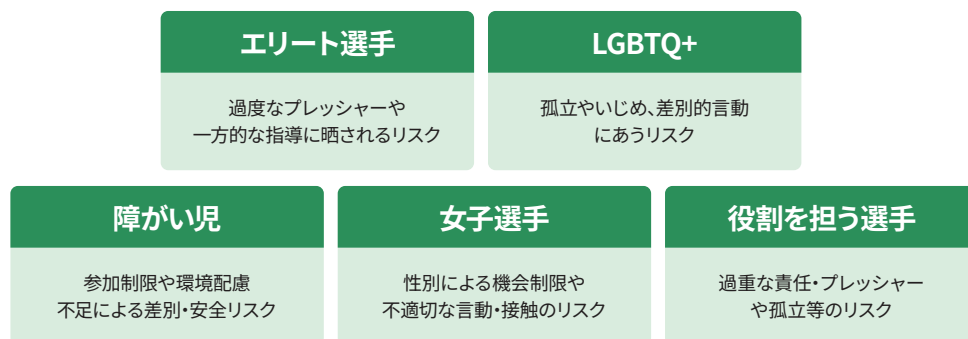 エリート選手
過度なプレッシャーや
一方的な指導に晒されるリスク
LGBTQ+
孤立やいじめ、差別的言動
にあうリスク
障がい児
参加制限や環境配慮
不足による差別・安全リスク
女子選手
性別による機会制限や
不適切な言動・接触のリスク
役割を担う選手
過重な責任・プレッシャー
や孤立等のリスク